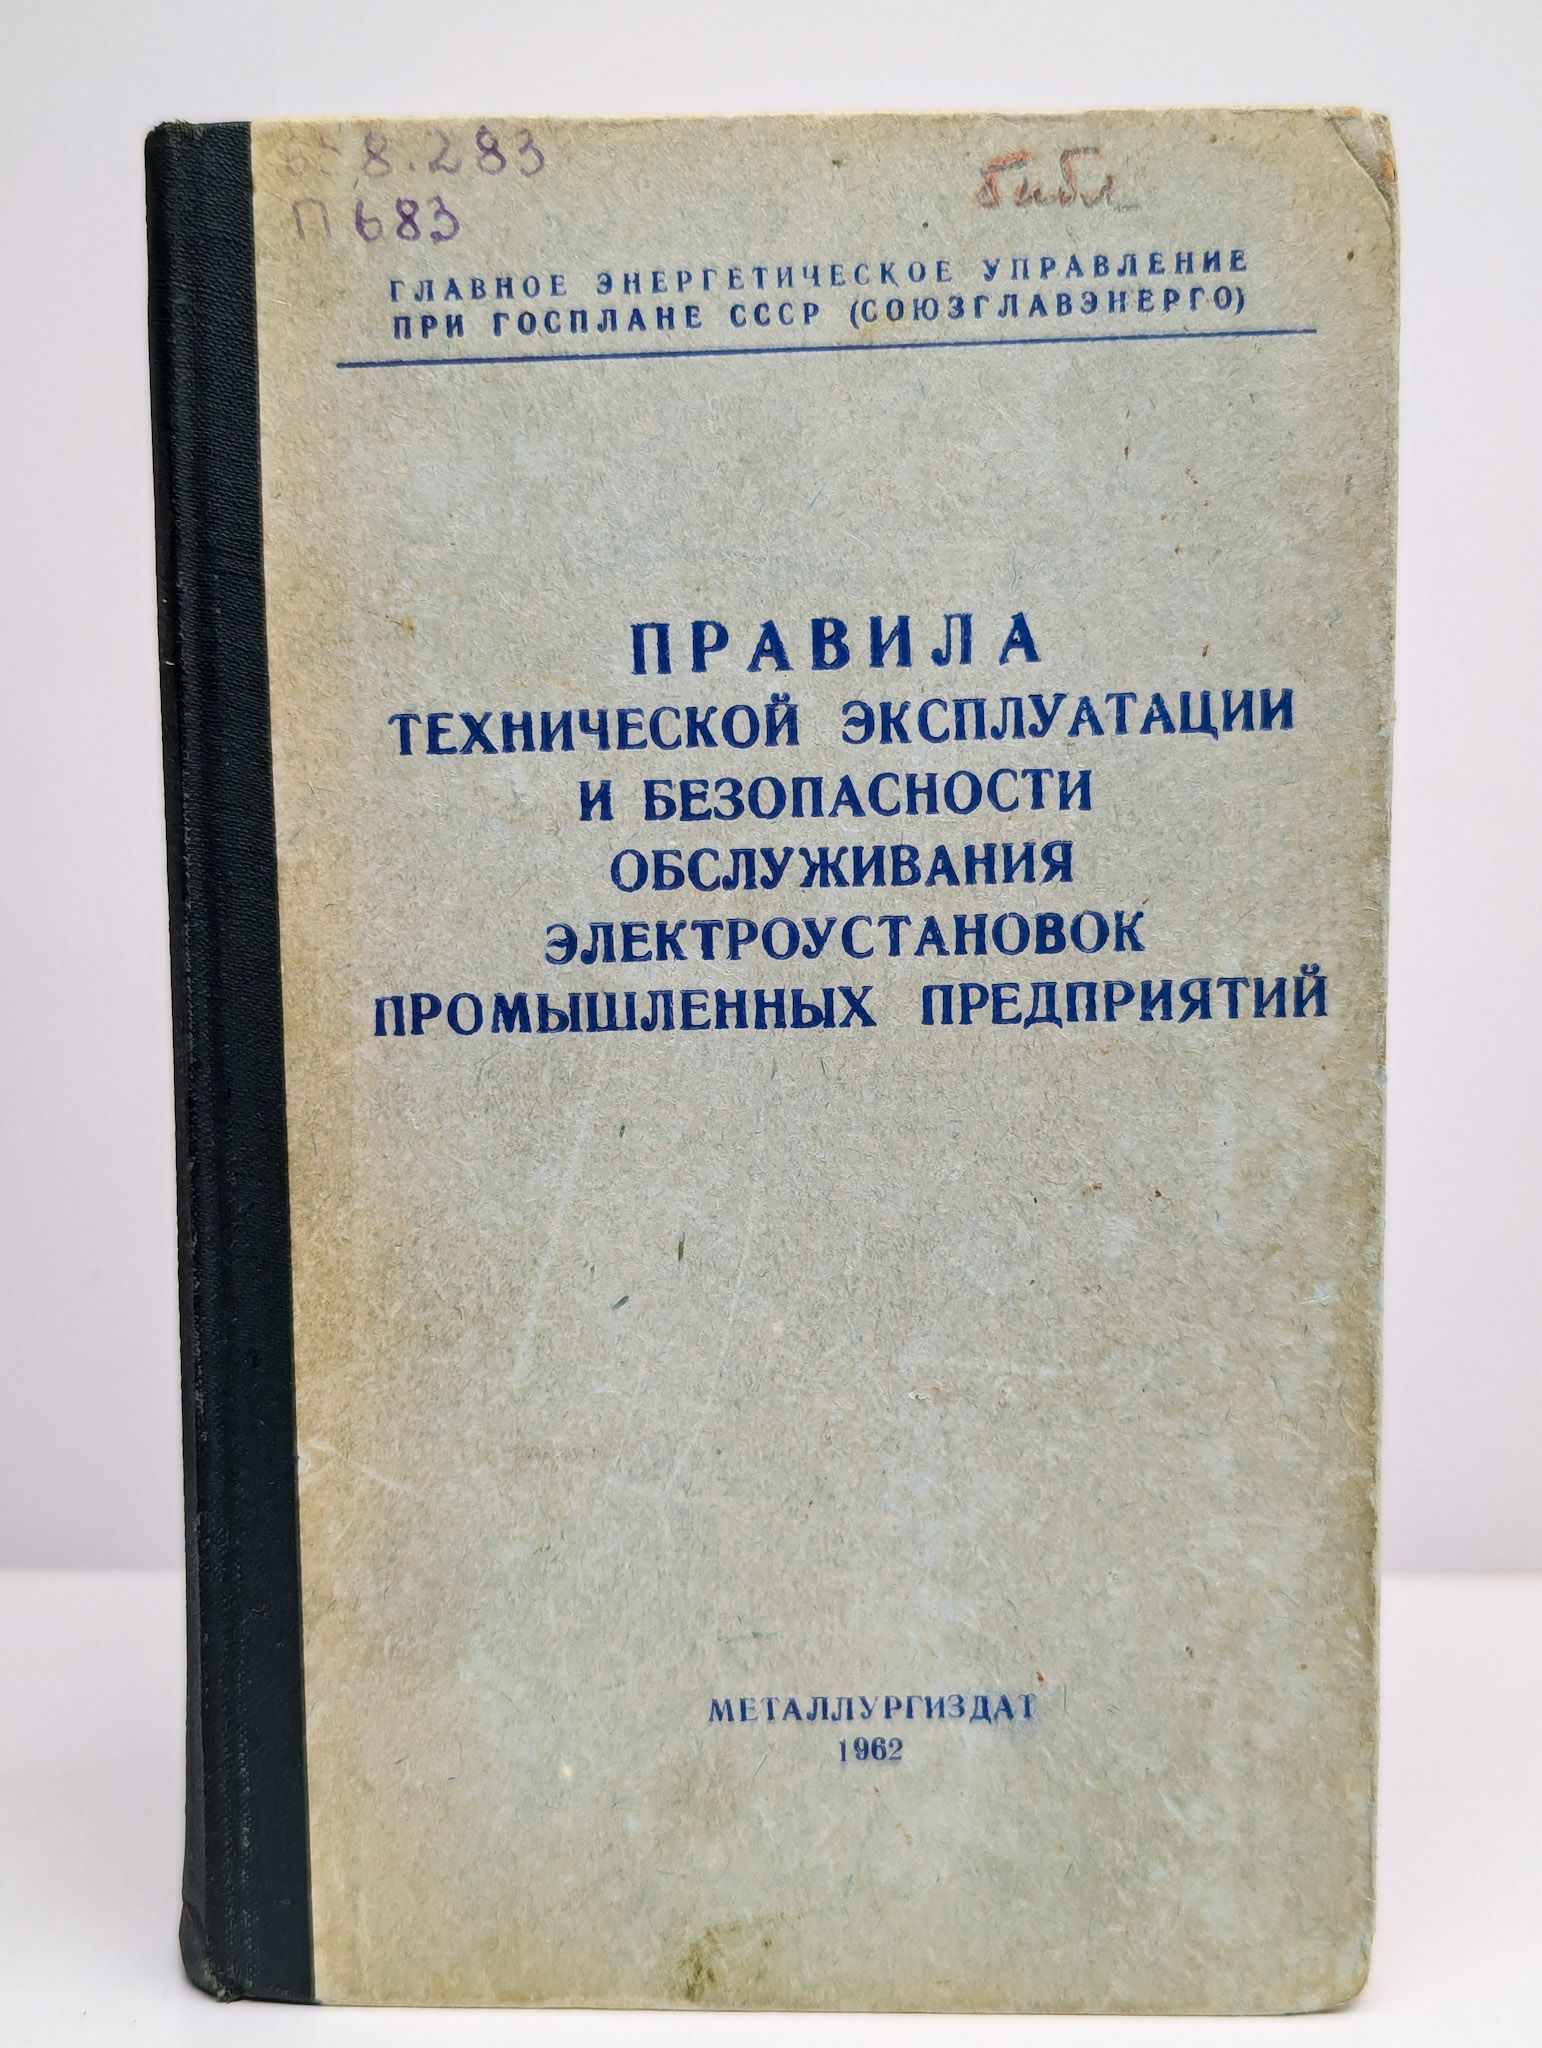 8.283
П683
библ
ГЛАВНОЕ ЭНЕРГЕТИЧЕСКОЕ УПРАВЛЕНИЕ
ПРИ ГОСПЛАНЕ СССР (СОЮЗГЛАВЭНЕРГО)
ПРАВИЛА
ТЕХНИЧЕСКОЙ ЭКСПЛУАТАЦИИ
И БЕЗОПАСНОСТИ
ОБСЛУЖИВАНИЯ
ЭЛЕКТРОУСТАНОВОК
ПРОМЫШЛЕННЫХ ПРЕДПРИЯТИЙ
МЕТАЛЛУРГИЗДАТ
1962